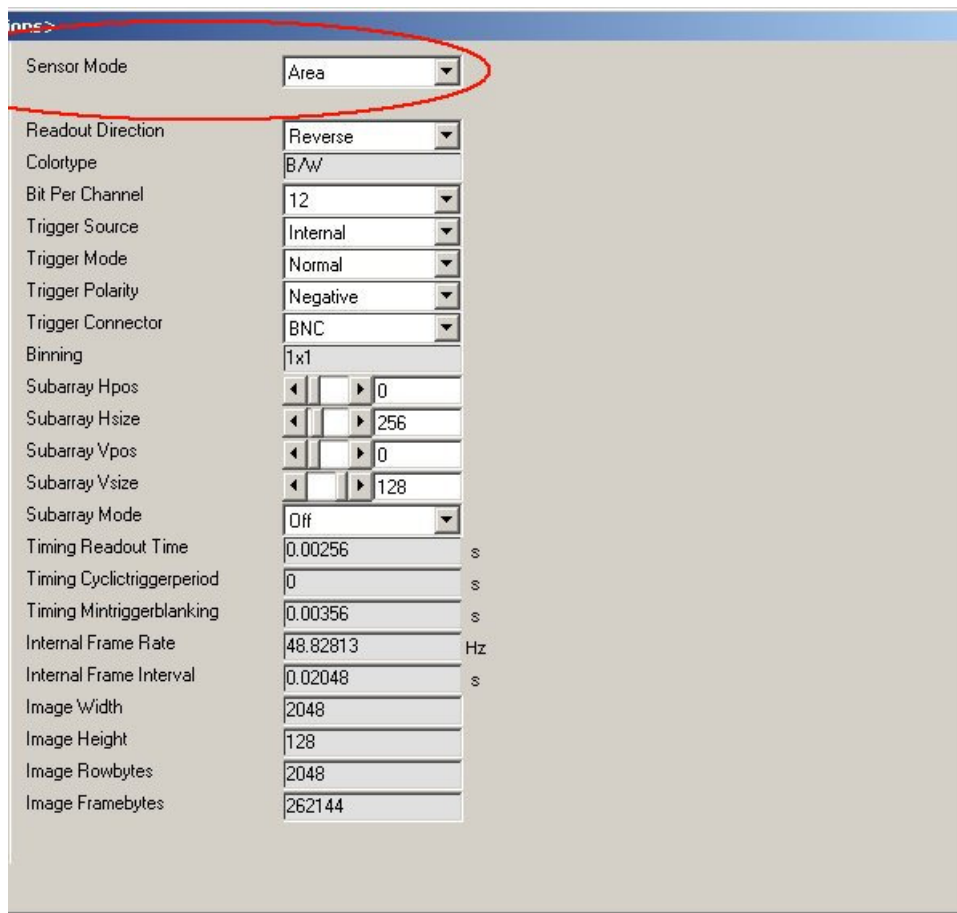 ions>
Sensor Mode Area
Readout Direction Reverse
Colortype B/W
Bit Per Channel 12
Trigger Source Internal
Trigger Mode Normal
Trigger Polarity Negative
Trigger Connector BNC
Binning 1x1
Subarray Hpos 0
Subarray Hsize 256
Subarray Vpos 0
Subarray Vsize 128
Subarray Mode Off
Timing Readout Time 0.00256 s
Timing Cyclictriggerperiod 0 s
Timing Mintriggerblanking 0.00356 s
Internal Frame Rate 48.82813 Hz
Internal Frame Interval 0.02048 s
Image Width 2048
Image Height 128
Image Rowbytes 2048
Image Framebytes 262144